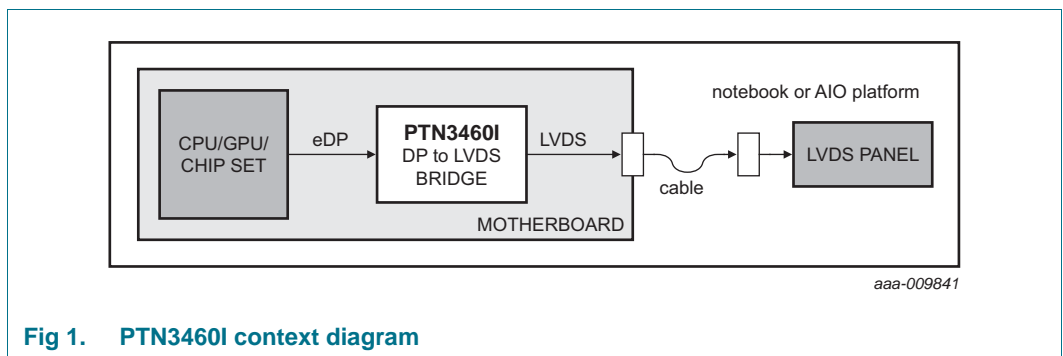 notebook or AIO platform
CPU/GPU/
CHIP SET
eDP
PTN3460I
DP to LVDS
BRIDGE
LVDS
cable
LVDS PANEL
MOTHERBOARD
aaa-009841
Fig 1. PTN3460I context diagram